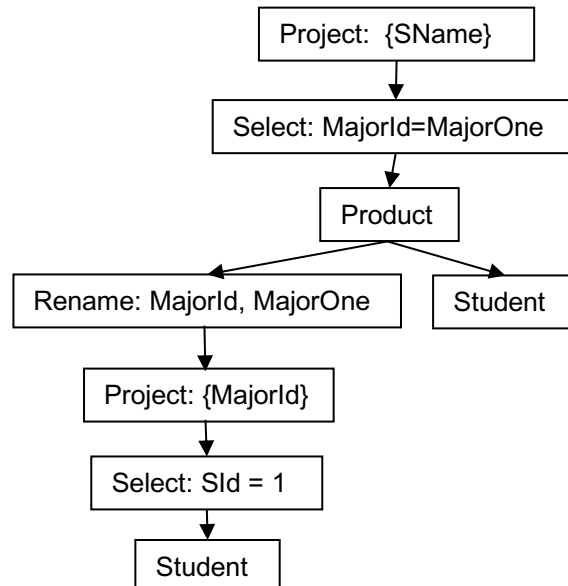 Project: {SName}
Select: MajorId=MajorOne
Product
Rename: MajorId, MajorOne
Student
Project: {MajorId}
Select: SId = 1
Student